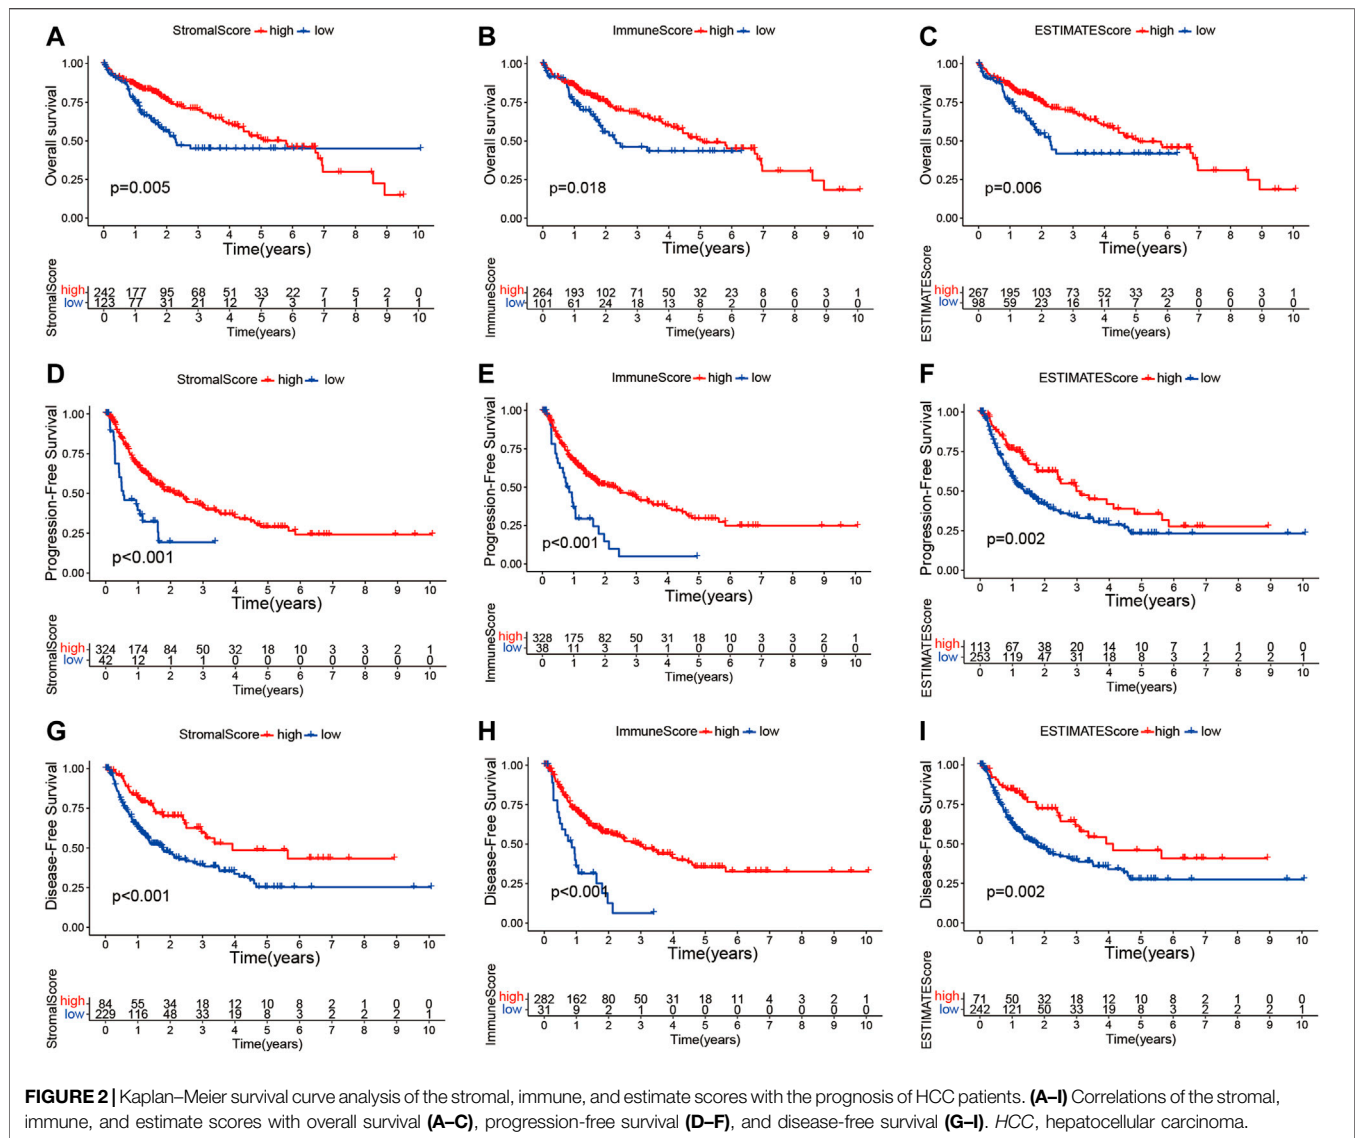 A
StromalScore high low
Overall survival
1.00
0.75
0.50
0.25
0.00
p=0.005
0 1 2 3 4 5 6 7 8 9 10
Time(years)
StromalScore
high 242 177 95 68 51 33 22 7 5 2 0
low 123 77 31 21 12 7 3 1 1 1 1
0 1 2 3 4 5 6 7 8 9 10
Time(years)
B
ImmuneScore high low
Overall survival
1.00
0.75
0.50
0.25
0.00
p=0.018
0 1 2 3 4 5 6 7 8 9 10
Time(years)
ImmuneScore
high 264 193 102 71 50 32 23 8 6 3 1
low 101 61 24 18 13 8 2 0 0 0 0
0 1 2 3 4 5 6 7 8 9 10
Time(years)
C
ESTIMATEScore high low
Overall survival
1.00
0.75
0.50
0.25
0.00
p=0.006
0 1 2 3 4 5 6 7 8 9 10
Time(years)
ESTIMATEScore
high 267 195 103 73 52 33 23 8 6 3 1
low 98 59 23 16 11 7 2 0 0 0 0
0 1 2 3 4 5 6 7 8 9 10
Time(years)
D
StromalScore high low
Progression-Free Survival
1.00
0.75
0.50
0.25
0.00
p<0.001
0 1 2 3 4 5 6 7 8 9 10
Time(years)
StromalScore
high 324 174 84 50 32 18 10 3 3 2 1
low 42 12 1 1 0 0 0 0 0 0 0
0 1 2 3 4 5 6 7 8 9 10
Time(years)
E
ImmuneScore high low
Progression-Free Survival
1.00
0.75
0.50
0.25
0.00
p<0.001
0 1 2 3 4 5 6 7 8 9 10
Time(years)
ImmuneScore
high 328 175 82 50 31 18 10 3 3 2 1
low 38 11 3 1 1 0 0 0 0 0 0
0 1 2 3 4 5 6 7 8 9 10
Time(years)
F
ESTIMATEScore high low
Progression-Free Survival
1.00
0.75
0.50
0.25
0.00
p=0.002
0 1 2 3 4 5 6 7 8 9 10
Time(years)
ESTIMATEScore
high 113 67 38 20 14 10 7 1 1 0 0
low 253 119 47 31 18 8 3 2 2 2 1
0 1 2 3 4 5 6 7 8 9 10
Time(years)
G
StromalScore high low
Disease-Free Survival
1.00
0.75
0.50
0.25
0.00
p<0.001
0 1 2 3 4 5 6 7 8 9 10
Time(years)
StromalScore
high 84 55 34 18 12 10 8 2 1 0 0
low 229 116 48 33 19 8 3 2 2 2 1
0 1 2 3 4 5 6 7 8 9 10
Time(years)
H
ImmuneScore high low
Disease-Free Survival
1.00
0.75
0.50
0.25
0.00
p<0.001
0 1 2 3 4 5 6 7 8 9 10
Time(years)
ImmuneScore
high 282 162 80 50 31 18 11 4 3 2 1
low 31 9 2 1 0 0 0 0 0 0 0
0 1 2 3 4 5 6 7 8 9 10
Time(years)
I
ESTIMATEScore high low
Disease-Free Survival
1.00
0.75
0.50
0.25
0.00
p=0.002
0 1 2 3 4 5 6 7 8 9 10
Time(years)
ESTIMATEScore
high 71 50 32 18 12 10 8 2 1 0 0
low 242 121 50 33 19 8 3 2 2 2 1
0 1 2 3 4 5 6 7 8 9 10
Time(years)
FIGURE 2 | Kaplan–Meier survival curve analysis of the stromal, immune, and estimate scores with the prognosis of HCC patients. (A–I) Correlations of the stromal,
immune, and estimate scores with overall survival (A–C), progression-free survival (D–F), and disease-free survival (G–I). HCC, hepatocellular carcinoma.